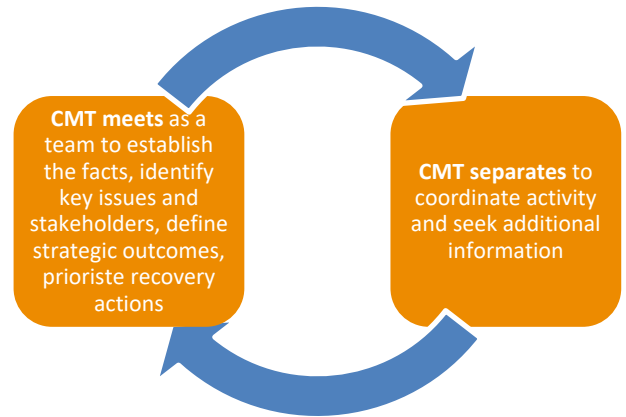 CMT meets as a
team to establish
the facts, identify
key issues and
stakeholders, define
strategic outcomes,
prioriste recovery
actions
CMT separates to
coordinate activity
and seek additional
information